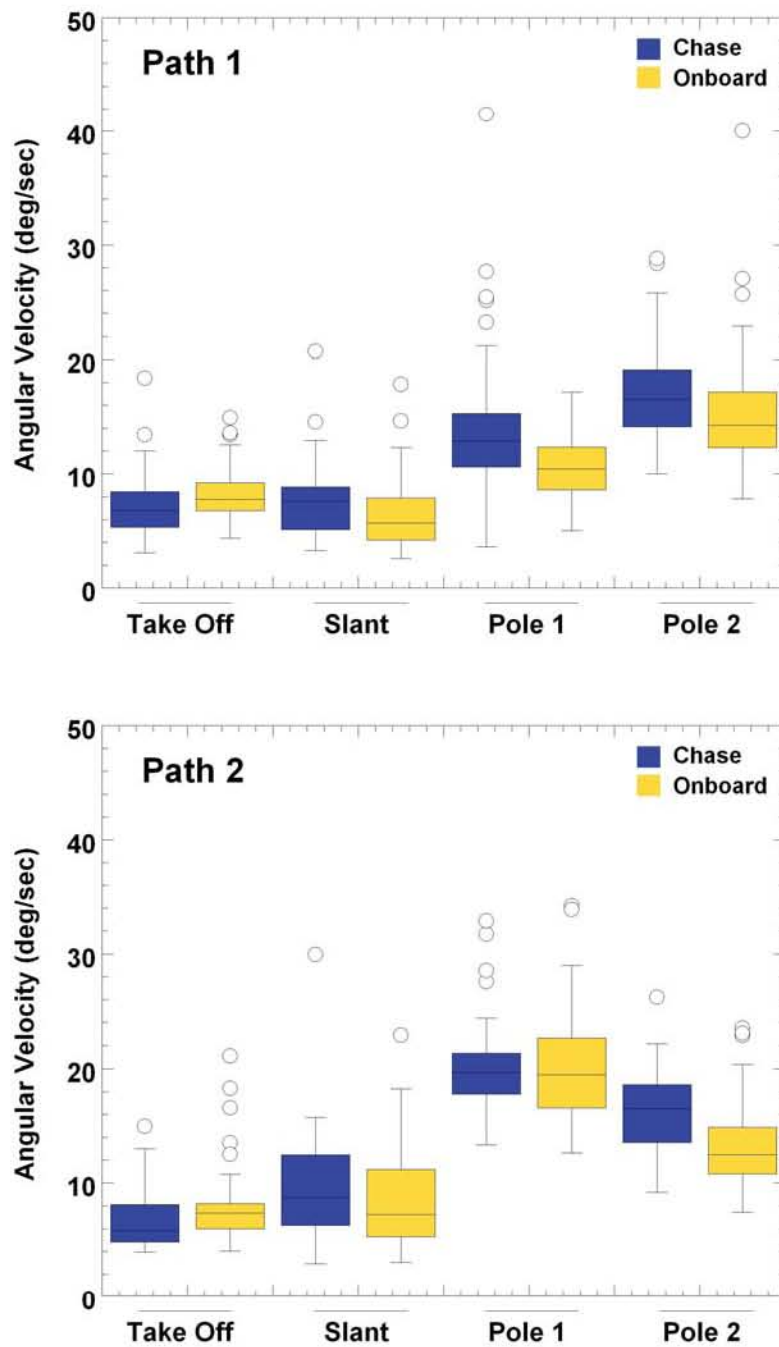 Path 1
Chase
Onboard
Angular Velocity (deg/sec)
50
40
30
20
10
0
Take Off Slant Pole 1 Pole 2
Path 2
Chase
Onboard
Angular Velocity (deg/sec)
50
40
30
20
10
0
Take Off Slant Pole 1 Pole 2